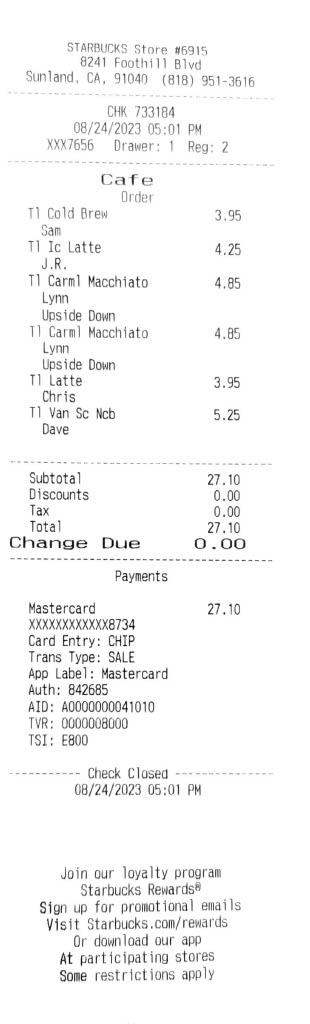 STARBUCKS Store #6915
8241 Foothill Blvd
Sunland, CA, 91040 (818) 951-3616
CHK 733184
08/24/2023 05:01 PM
XXX7656 Drawer: 1 Reg: 2
Cafe
Order
Tl Cold Brew 3.95
Sam
Tl Ic Latte 4.25
J.R.
Tl Carml Macchiato 4.85
Lynn
Upside Down
Tl Carml Macchiato 4.85
Lynn
Upside Down
Tl Latte 3.95
Chris
Tl Van Sc Ncb 5.25
Dave
Subtotal 27.10
Discounts 0.00
Tax 0.00
Total 27.10
Change Due 0.00
Payments
Mastercard 27.10
XXXXXXXXXXXX8734
Card Entry: CHIP
Trans Type: SALE
App Label: Mastercard
Auth: 842685
AID: A0000000041010
TVR: 0000008000
TSI: E800
---------- Check Closed ----------
08/24/2023 05:01 PM
Join our loyalty program
Starbucks Rewards®
Sign up for promotional emails
Visit Starbucks.com/rewards
Or download our app
At participating stores
Some restrictions apply